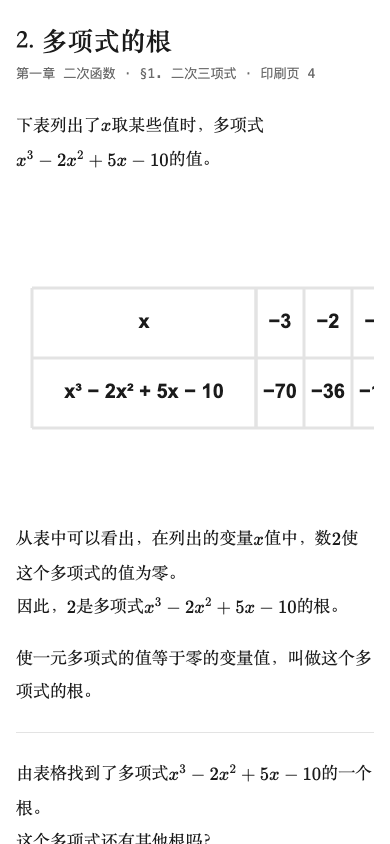 2. 多项式的根
第一章 二次函数 · §1. 二次三项式 · 印刷页 4
下表列出了x取某些值时，多项式
x³ − 2x² + 5x − 10的值。
x −3 −2
x³ − 2x² + 5x − 10 −70 −36
从表中可以看出，在列出的变量x值中，数2使
这个多项式的值为零。
因此，2是多项式x³ − 2x² + 5x − 10的根。
使一元多项式的值等于零的变量值，叫做这个多
项式的根。
由表格找到了多项式x³ − 2x² + 5x − 10的一个
根。
这个多项式还有其他根吗？